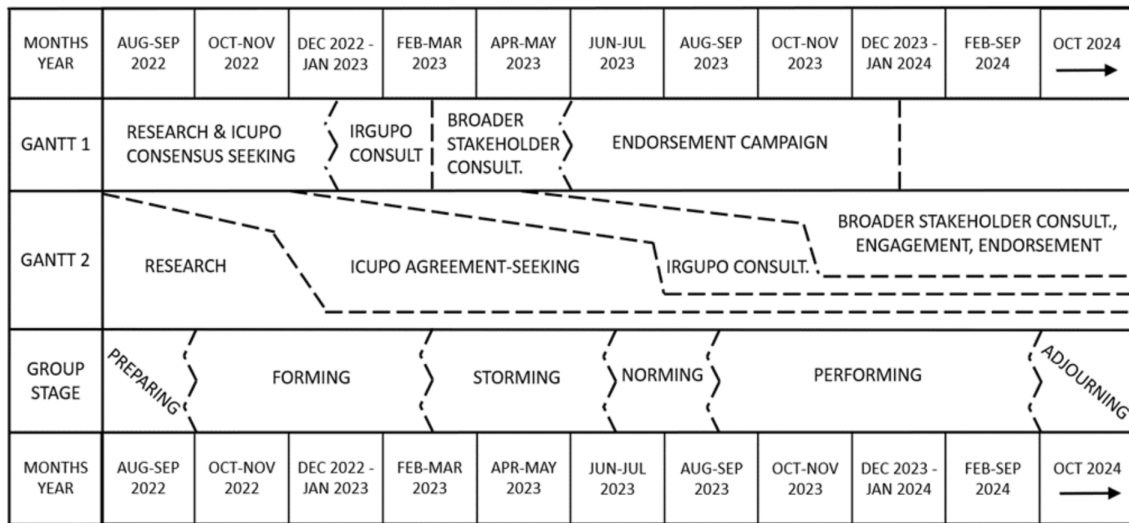 MONTHS
YEAR
AUG-SEP
2022
OCT-NOV
2022
DEC 2022 -
JAN 2023
FEB-MAR
2023
APR-MAY
2023
JUN-JUL
2023
AUG-SEP
2023
OCT-NOV
2023
DEC 2023 -
JAN 2024
FEB-SEP
2024
OCT 2024
GANTT 1
RESEARCH & ICUPO
CONSENSUS SEEKING
IRGUPO
CONSULT
BROADER
STAKEHOLDER
CONSULT.
ENDORSEMENT CAMPAIGN
GANTT 2
RESEARCH
ICUPO AGREEMENT-SEEKING
IRGUPO CONSULT.
BROADER STAKEHOLDER CONSULT.,
ENGAGEMENT, ENDORSEMENT
GROUP
STAGE
PREPARING
FORMING
STORMING
NORMING
PERFORMING
ADJOURNING
MONTHS
YEAR
AUG-SEP
2022
OCT-NOV
2022
DEC 2022 -
JAN 2023
FEB-MAR
2023
APR-MAY
2023
JUN-JUL
2023
AUG-SEP
2023
OCT-NOV
2023
DEC 2023 -
JAN 2024
FEB-SEP
2024
OCT 2024